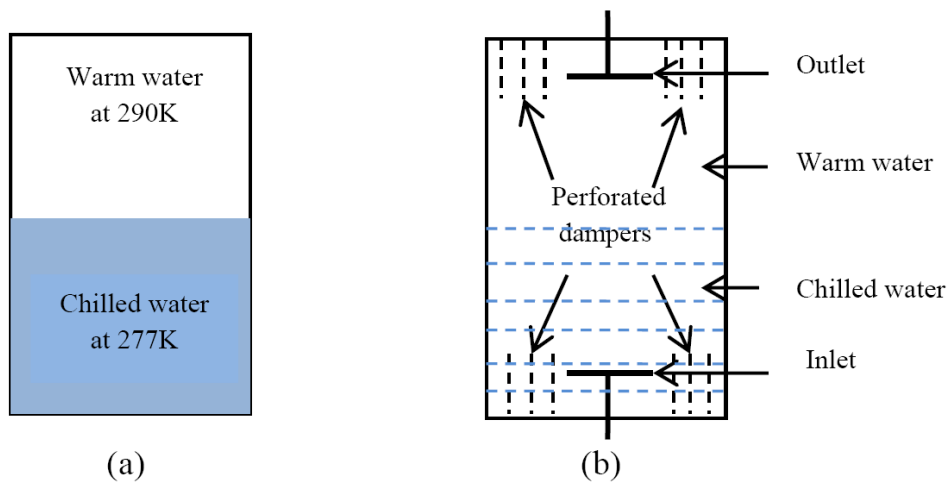 Warm water
at 290K
Chilled water
at 277K
(a)
Outlet
Warm water
Perforated
dampers
Chilled water
Inlet
(b)